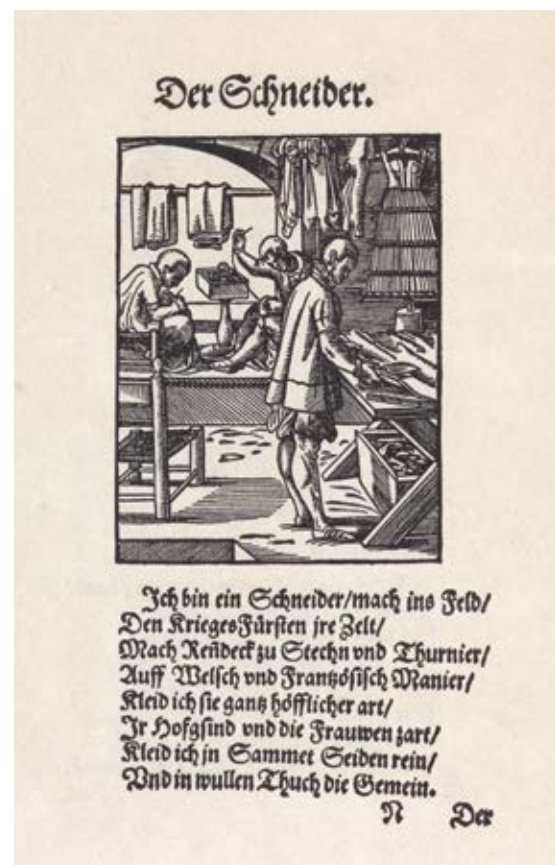 Der Schneider.
Ich bin ein Schneider/mach ins Feld/
Den KriegesFürsten jre Zelt/
Mach Reñdeck zu Stechn vnd Thurnier/
Auff Welsch vnd Frantzösisch Manier/
Kleid ich sie gantz höfflicher art/
Jr Hofgsind vnd die Frauwen zart/
Kleid ich in Sammet Seiden rein/
Vnd in wullen Thuch die Gemein.
N Der